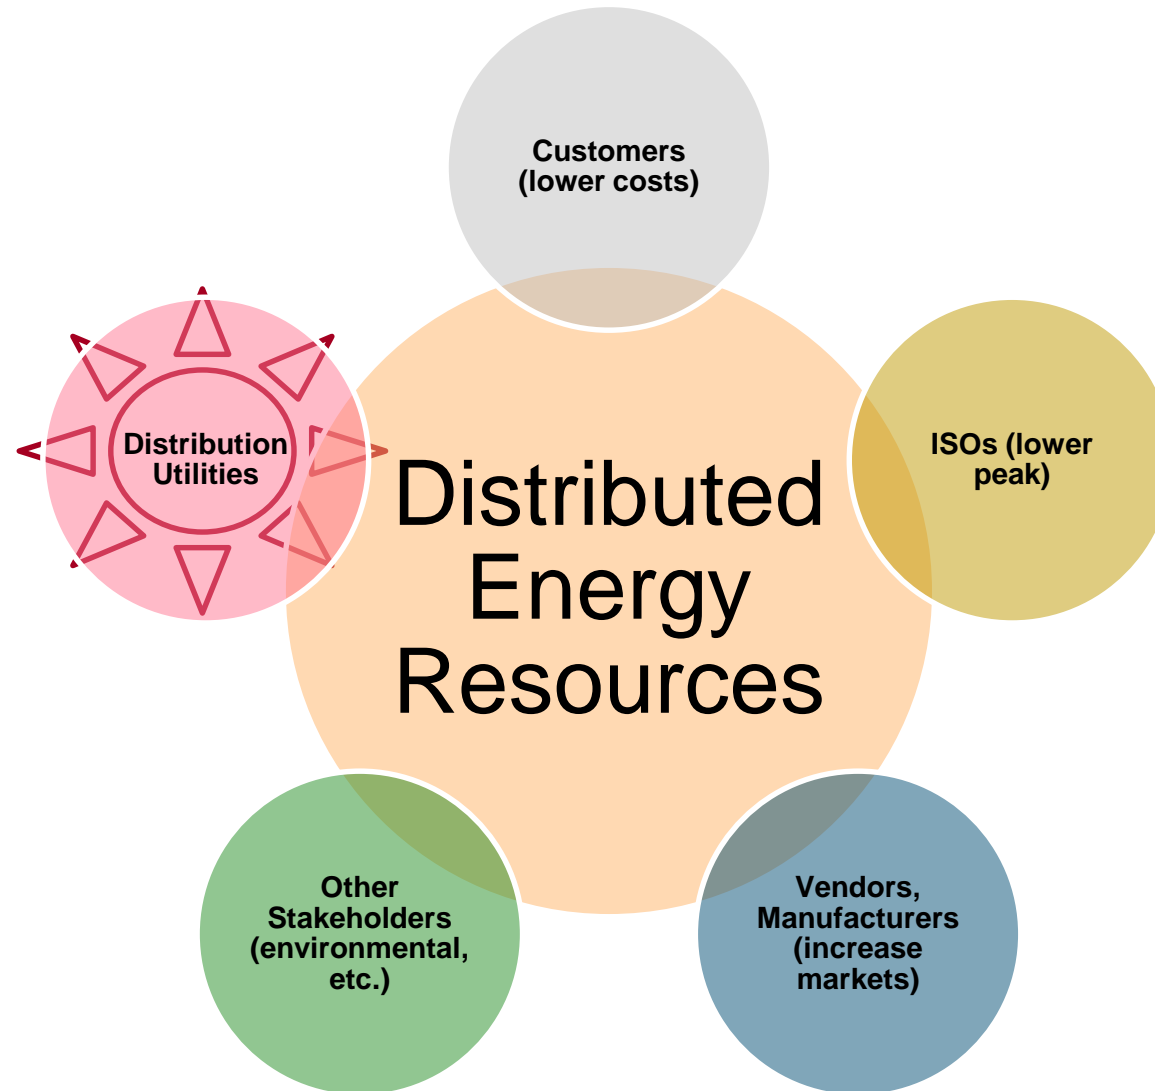 Customers
(lower costs)
Distribution
Utilities
ISOs (lower
peak)
Distributed
Energy
Resources
Other
Stakeholders
(environmental,
etc.)
Vendors,
Manufacturers
(increase
markets)